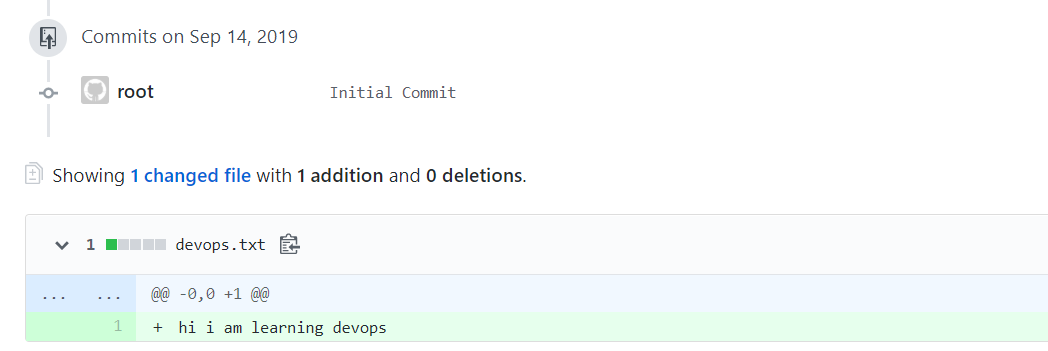 Commits on Sep 14, 2019
root Initial Commit
Showing 1 changed file with 1 addition and 0 deletions.
1 devops.txt
... ... @@ -0,0 +1 @@
1 + hi i am learning devops